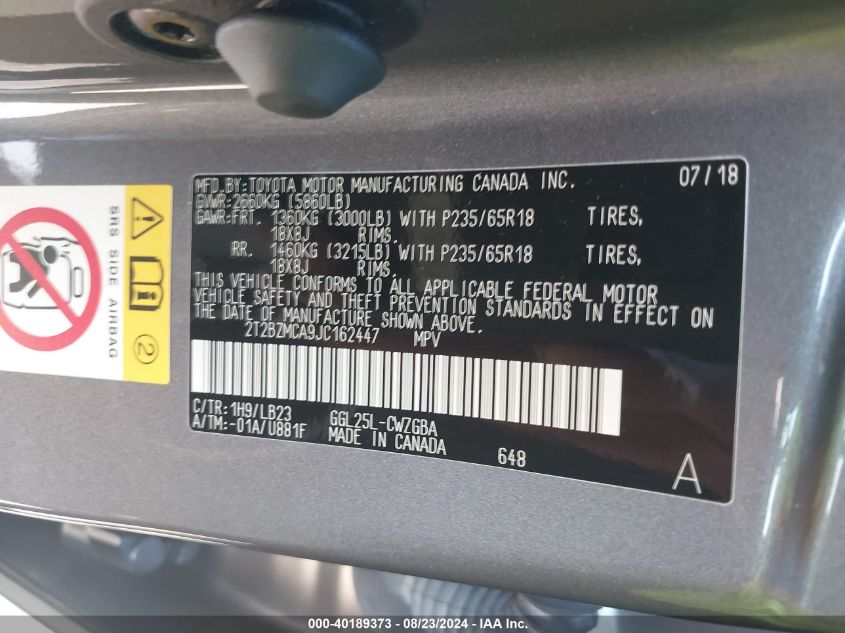 MFD.BY:TOYOTA MOTOR MANUFACTURING CANADA INC. 07/18
GVWR:2660KG (5860LB)
GAWR:FRT. 1360KG (3000LB) WITH P235/65R18 TIRES,
18X8J RIMS.
RR. 1460KG (3215LB) WITH P235/65R18 TIRES,
18X8J RIMS.
THIS VEHICLE CONFORMS TO ALL APPLICABLE FEDERAL MOTOR
VEHICLE SAFETY AND THEFT PREVENTION STANDARDS IN EFFECT ON
THE DATE OF MANUFACTURE SHOWN ABOVE.
2T2BZMCA9JC162447 MPV
C/TR:1H9/LB23 GGL25L-CWZGBA
A/TM:-01A/U881F MADE IN CANADA
648
A
SRS SIDE AIRBAG
2
000-40189373 - 08/23/2024 - IAA Inc.